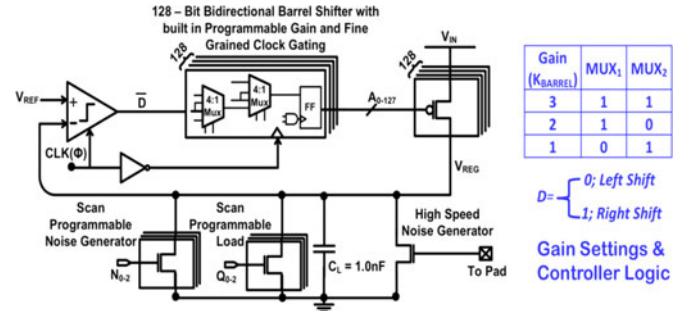 128 – Bit Bidirectional Barrel Shifter with
built in Programmable Gain and Fine
Grained Clock Gating
128
VREF
+
-
D
CLK(Φ)
4:1
Mux
4:1
Mux
FF
A0-127
128
VIN
VREG
Scan
Programmable
Noise Generator
N0-2
Scan
Programmable
Load
Q0-2
CL = 1.0nF
High Speed
Noise Generator
To Pad
Gain
(KBARREL) MUX1 MUX2
3 1 1
2 1 0
1 0 1
D= 0; Left Shift
1; Right Shift
Gain Settings &
Controller Logic